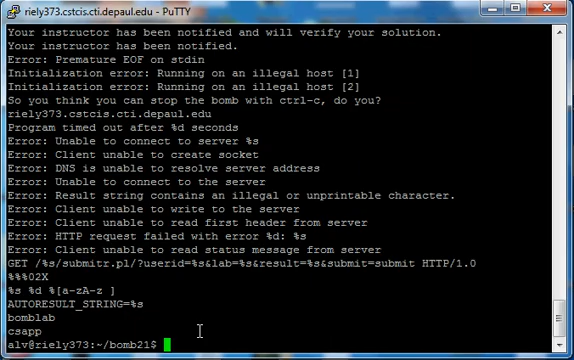 riely373.cstcis.cti.depaul.edu - PuTTY
Your instructor has been notified and will verify your solution.
Your instructor has been notified.
Error: Premature EOF on stdin
Initialization error: Running on an illegal host [1]
Initialization error: Running on an illegal host [2]
So you think you can stop the bomb with ctrl-c, do you?
riely373.cstcis.cti.depaul.edu
Program timed out after %d seconds
Error: Unable to connect to server %s
Error: Client unable to create socket
Error: DNS is unable to resolve server address
Error: Unable to connect to the server
Error: Result string contains an illegal or unprintable character.
Error: Client unable to write to the server
Error: Client unable to read first header from server
Error: HTTP request failed with error %d: %s
Error: Client unable to read status message from server
GET /%s/submitr.pl/?userid=%s&lab=%s&result=%s&submit=submit HTTP/1.0
%%%02X
%s %d %[a-zA-z ]
AUTORESULT_STRING=%s
bomblab
csapp
alv@riely373:~/bomb21$